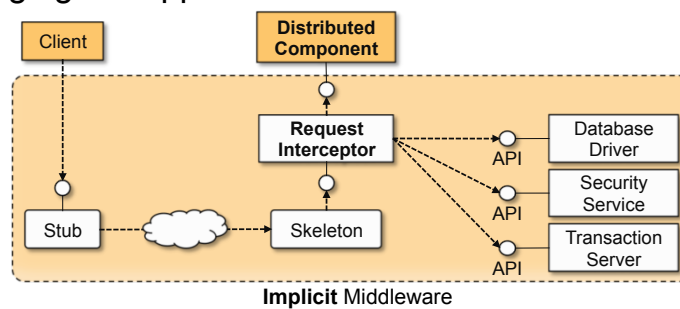 Client
Distributed
Component
Request
Interceptor
API
Database
Driver
API
Security
Service
Stub
Skeleton
API
Transaction
Server
Implicit Middleware